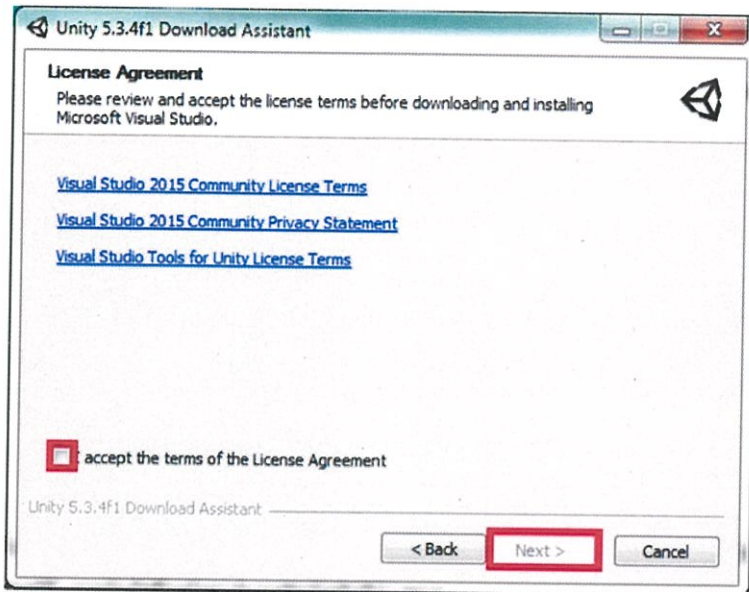 Unity 5.3.4f1 Download Assistant
License Agreement
Please review and accept the license terms before downloading and installing
Microsoft Visual Studio.
Visual Studio 2015 Community License Terms
Visual Studio 2015 Community Privacy Statement
Visual Studio Tools for Unity License Terms
I accept the terms of the License Agreement
Unity 5.3.4f1 Download Assistant
< Back Next > Cancel